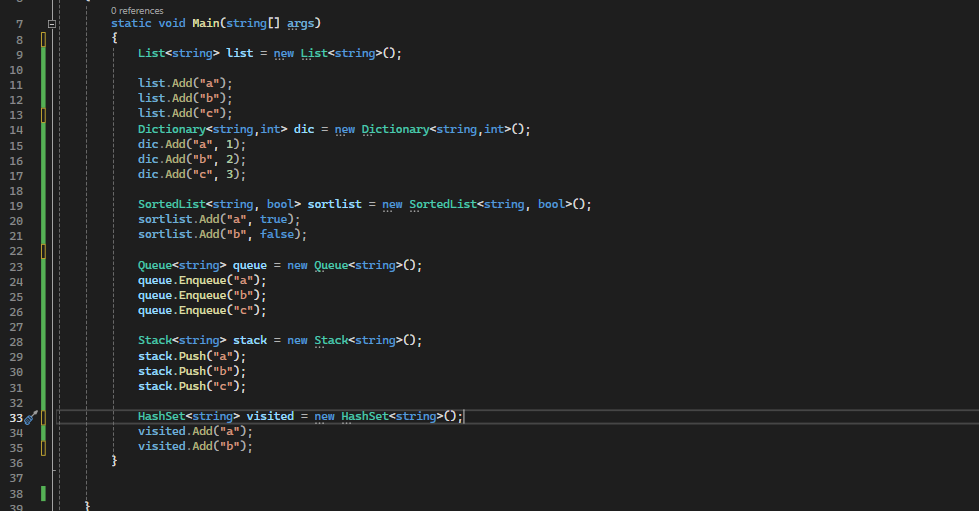 0 references
7 static void Main(string[] args)
8 {
9 List<string> list = new List<string>();
10
11 list.Add("a");
12 list.Add("b");
13 list.Add("c");
14 Dictionary<string,int> dic = new Dictionary<string,int>();
15 dic.Add("a", 1);
16 dic.Add("b", 2);
17 dic.Add("c", 3);
18
19 SortedList<string, bool> sortlist = new SortedList<string, bool>();
20 sortlist.Add("a", true);
21 sortlist.Add("b", false);
22
23 Queue<string> queue = new Queue<string>();
24 queue.Enqueue("a");
25 queue.Enqueue("b");
26 queue.Enqueue("c");
27
28 Stack<string> stack = new Stack<string>();
29 stack.Push("a");
30 stack.Push("b");
31 stack.Push("c");
32
33 HashSet<string> visited = new HashSet<string>();
34 visited.Add("a");
35 visited.Add("b");
36 }
37
38
39 }